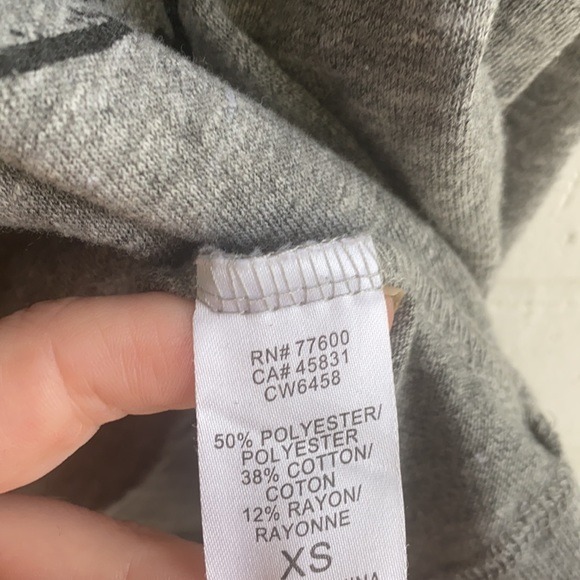 RN# 77600
CA# 45831
CW6458
50% POLYESTER/
POLYESTER
38% COTTON/
COTON
12% RAYON/
RAYONNE
XS